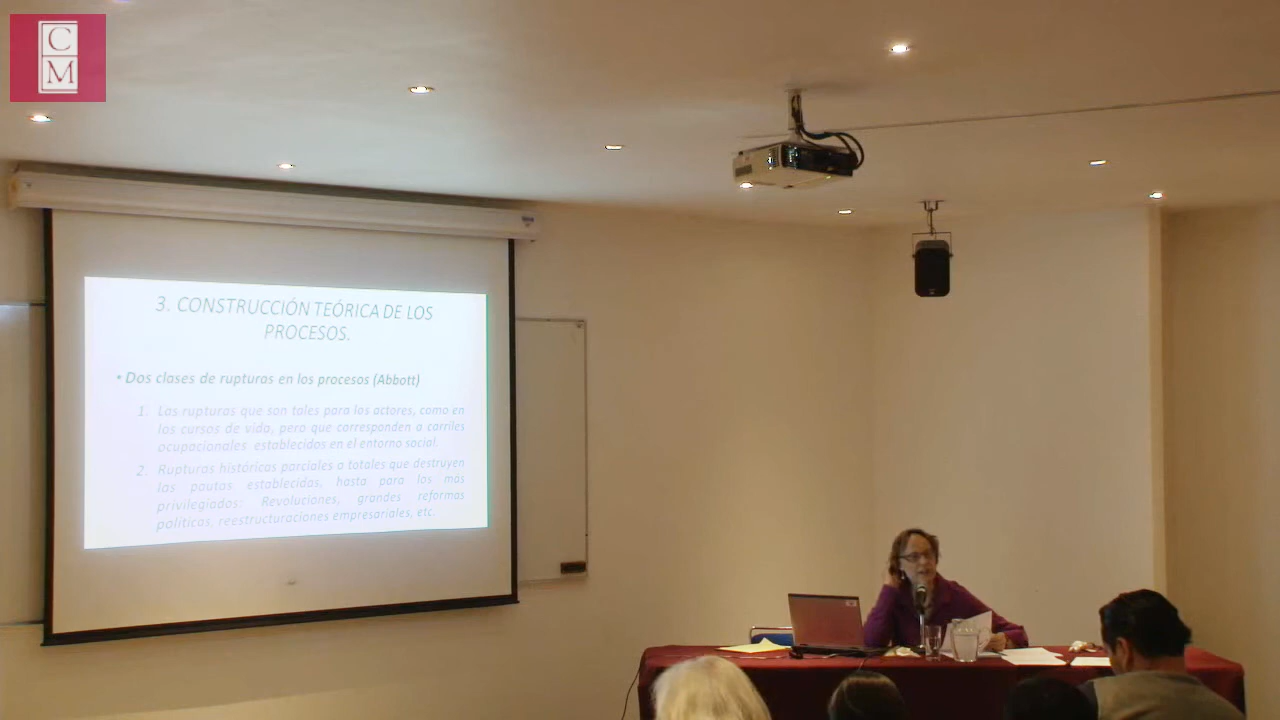 C
M
3. CONSTRUCCIÓN TEÓRICA DE LOS
PROCESOS.
• Dos clases de rupturas en los procesos (Abbott)
1. Las rupturas que son tales para los actores, como en
los cursos de vida, pero que corresponden a carriles
ocupacionales establecidos en el entorno social.
2. Rupturas históricas parciales o totales que destruyen
las pautas establecidas, hasta para los más
privilegiados: Revoluciones, grandes reformas
políticas, reestructuraciones empresariales, etc.